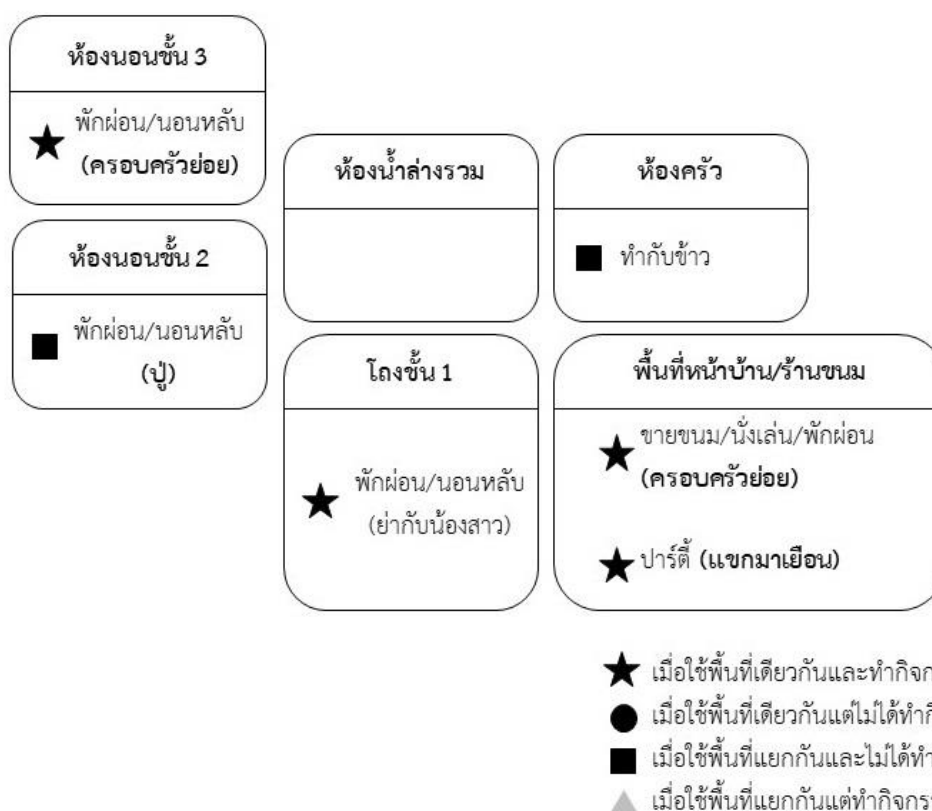 ห้องนอนชั้น 3
พักผ่อน/นอนหลับ
(ครอบครัวย่อย)
ห้องนอนชั้น 2
พักผ่อน/นอนหลับ
(ปู่)
ห้องน้ำล่างรวม
ห้องครัว
ทำกับข้าว
โถงชั้น 1
พักผ่อน/นอนหลับ
(ย่ากับน้องสาว)
พื้นที่หน้าบ้าน/ร้านขนม
ขายขนม/นั่งเล่น/พักผ่อน
(ครอบครัวย่อย)
ปาร์ตี้ (แขกมาเยือน)
เมื่อใช้พื้นที่เดียวกันและทำกิจก
เมื่อใช้พื้นที่เดียวกันแต่ไม่ได้ทำกิ
เมื่อใช้พื้นที่แยกกันและไม่ได้ทำ
เมื่อใช้พื้นที่แยกกันแต่ทำกิจกร